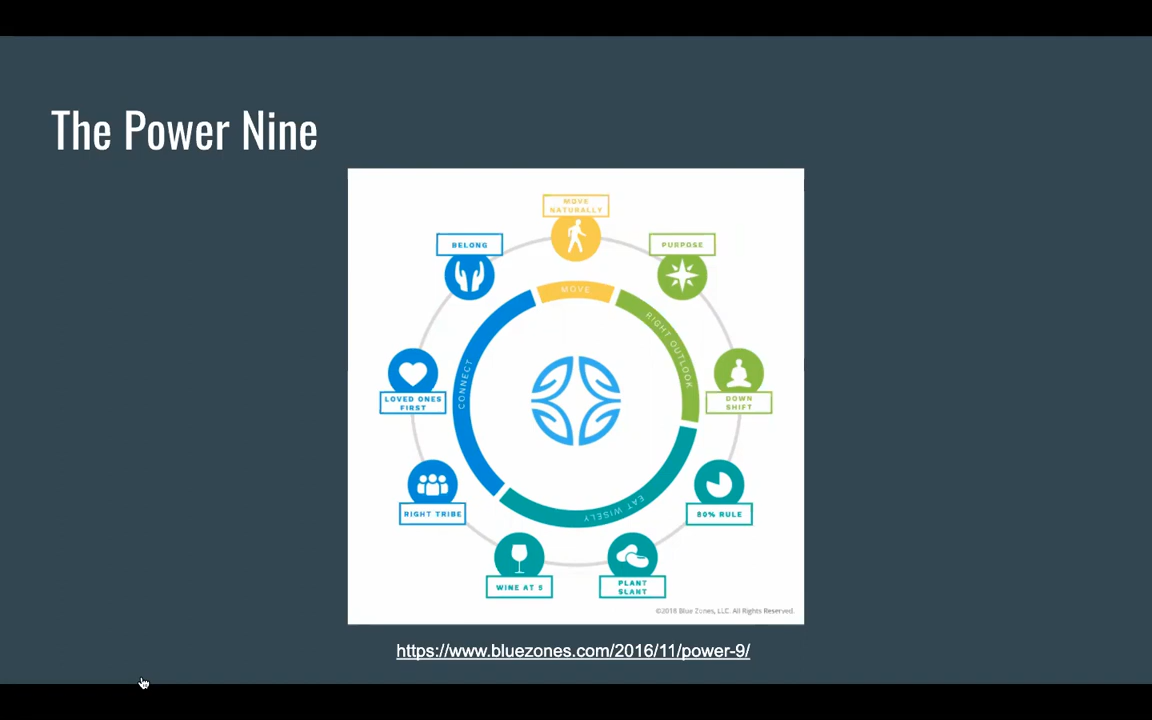 The Power Nine
MOVE
NATURALLY
BELONG
PURPOSE
MOVE
RIGHT OUTLOOK
CONNECT
LOVED ONES
FIRST
DOWN
SHIFT
EAT WISELY
RIGHT TRIBE
80% RULE
WINE AT 5
PLANT
SLANT
©2018 Blue Zones, LLC. All Rights Reserved.
https://www.bluezones.com/2016/11/power-9/